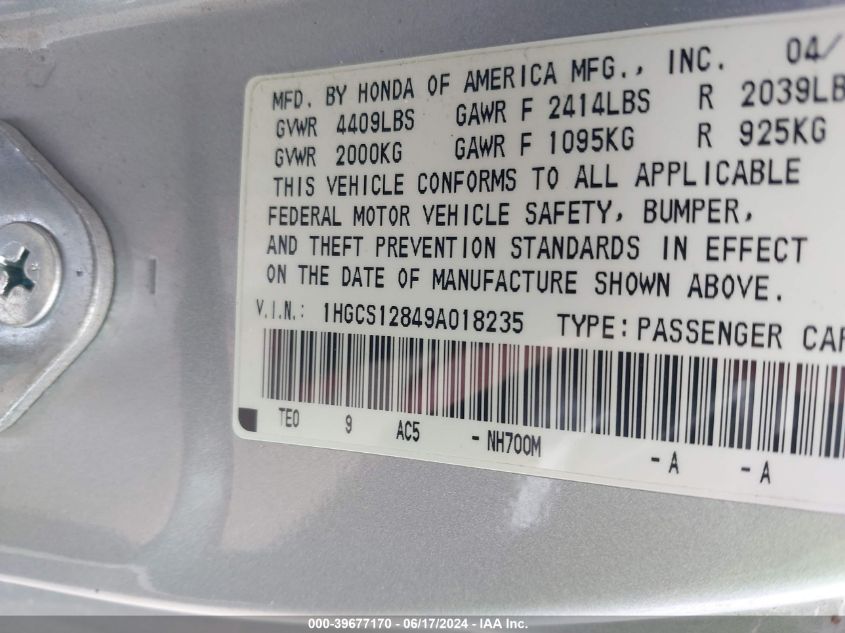 MFD. BY HONDA OF AMERICA MFG., INC. 04/
GVWR 4409LBS GAWR F 2414LBS R 2039LB
GVWR 2000KG GAWR F 1095KG R 925KG
THIS VEHICLE CONFORMS TO ALL APPLICABLE
FEDERAL MOTOR VEHICLE SAFETY, BUMPER,
AND THEFT PREVENTION STANDARDS IN EFFECT
ON THE DATE OF MANUFACTURE SHOWN ABOVE.
V.I.N.: 1HGCS12849A018235 TYPE:PASSENGER CAR
TE0 9 AC5 -NH700M -A -A
000-39677170 - 06/17/2024 - IAA Inc.